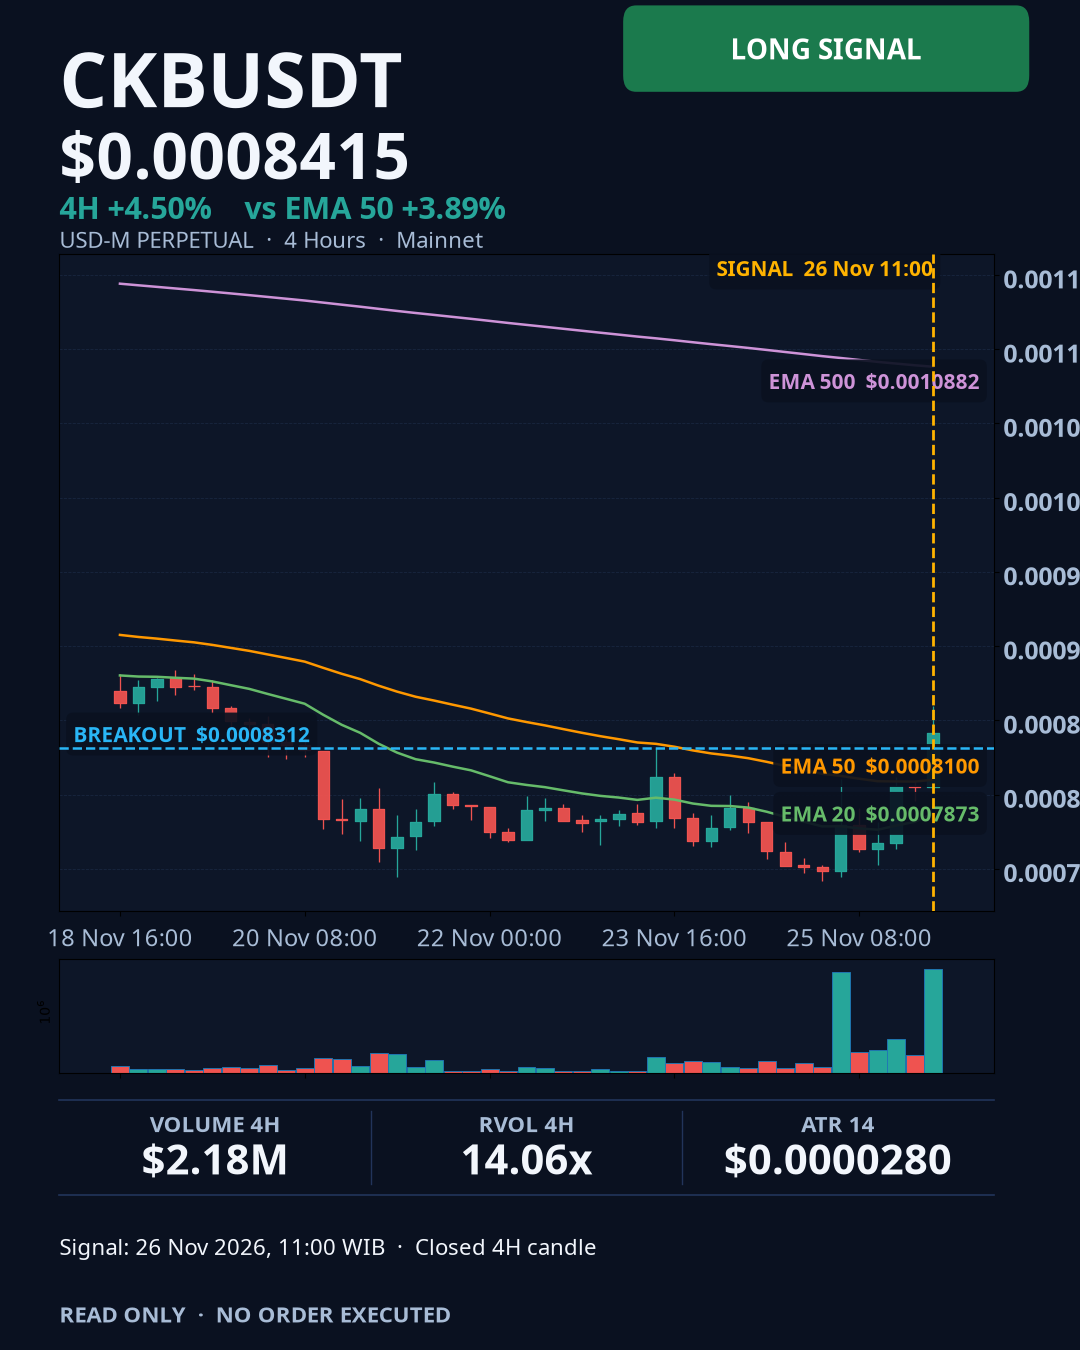 LONG SIGNAL
CKBUSDT
$0.0008415
4H +4.50% vs EMA 50 +3.89%
USD-M PERPETUAL · 4 Hours · Mainnet
SIGNAL 26 Nov 11:00
0.0011
0.0011
EMA 500 $0.0010882
0.0010
0.0010
0.0009
0.0009
0.0008
BREAKOUT $0.0008312
EMA 50 $0.0008100
0.0008
EMA 20 $0.0007873
0.0007
18 Nov 16:00 20 Nov 08:00 22 Nov 00:00 23 Nov 16:00 25 Nov 08:00
10⁶
VOLUME 4H RVOL 4H ATR 14
$2.18M 14.06x $0.0000280
Signal: 26 Nov 2026, 11:00 WIB · Closed 4H candle
READ ONLY · NO ORDER EXECUTED